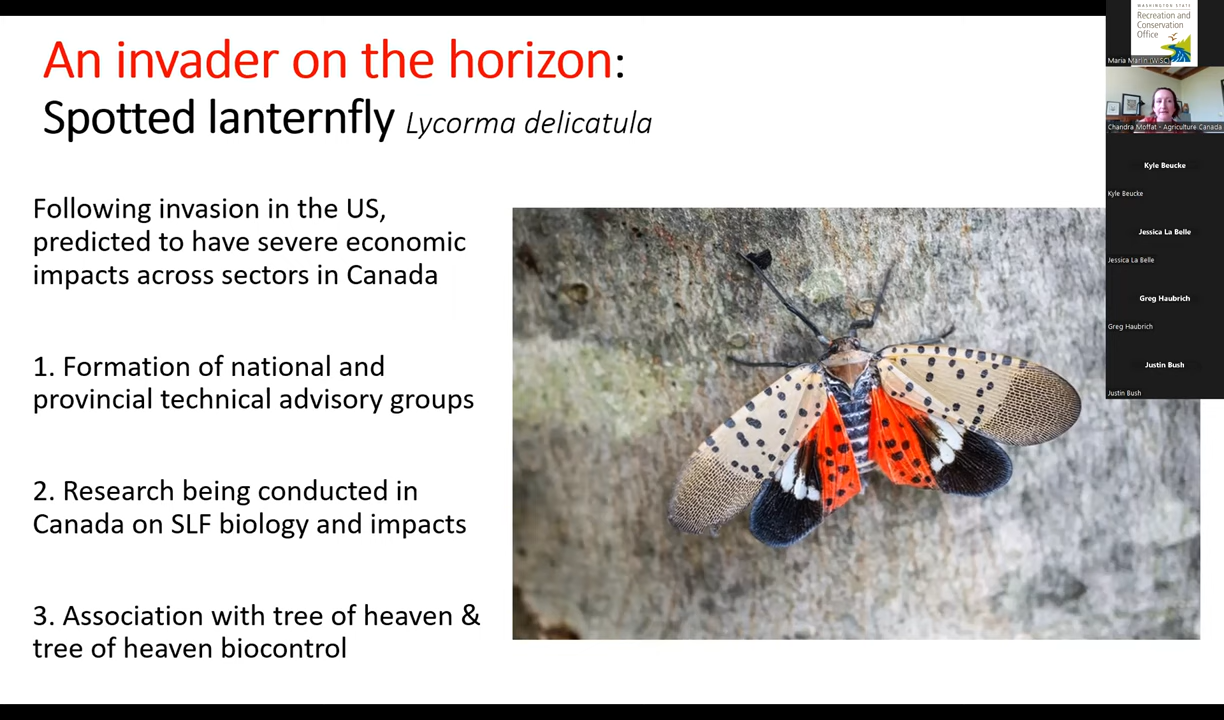 An invader on the horizon:
Spotted lanternfly Lycorma delicatula
Following invasion in the US,
predicted to have severe economic
impacts across sectors in Canada
1. Formation of national and
provincial technical advisory groups
2. Research being conducted in
Canada on SLF biology and impacts
3. Association with tree of heaven &
tree of heaven biocontrol
WASHINGTON STATE
Recreation and
Conservation
Office
Maria Marlin (WISC)
Chandra Moffat - Agriculture Canada
Kyle Beucke
Kyle Beucke
Jessica La Belle
Jessica La Belle
Greg Haubrich
Greg Haubrich
Justin Bush
Justin Bush